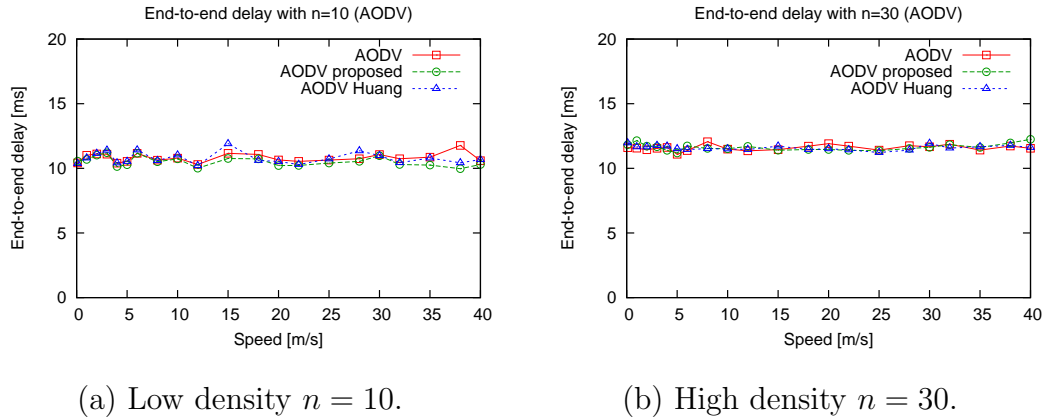 End-to-end delay with n=10 (AODV)
20
15
10
5
0
End-to-end delay [ms]
AODV
AODV proposed
AODV Huang
0 5 10 15 20 25 30 35 40
Speed [m/s]
(a) Low density n = 10.
End-to-end delay with n=30 (AODV)
20
15
10
5
0
End-to-end delay [ms]
AODV
AODV proposed
AODV Huang
0 5 10 15 20 25 30 35 40
Speed [m/s]
(b) High density n = 30.